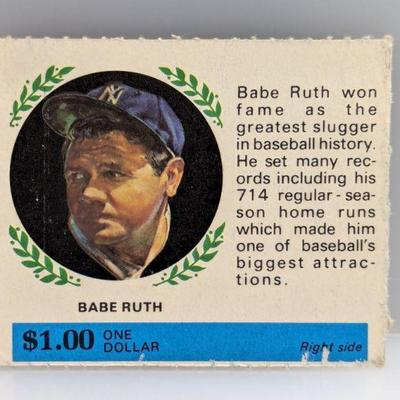 Babe Ruth won
fame as the
greatest slugger
in baseball history.
He set many rec-
ords including his
714 regular-sea-
son home runs
which made him
one of baseball's
biggest attrac-
tions.
BABE RUTH
$1.00 ONE DOLLAR
Right side